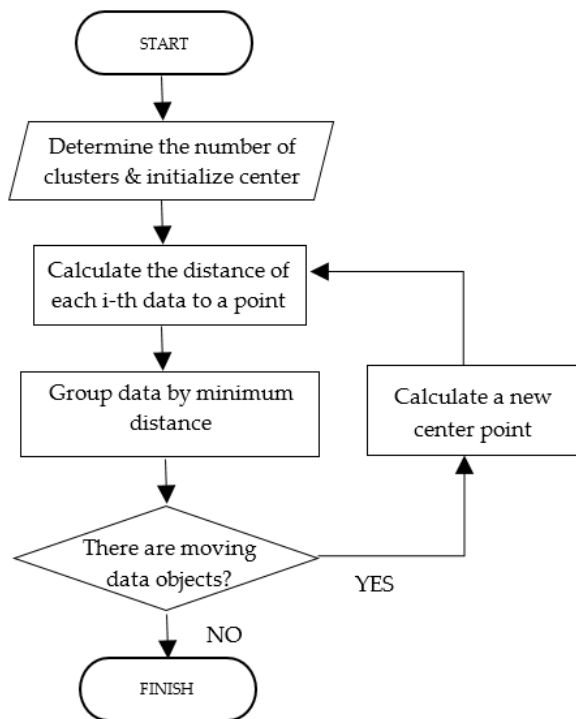 START
Determine the number of
clusters & initialize center
Calculate the distance of
each i-th data to a point
Group data by minimum
distance
Calculate a new
center point
There are moving
data objects?
YES
NO
FINISH